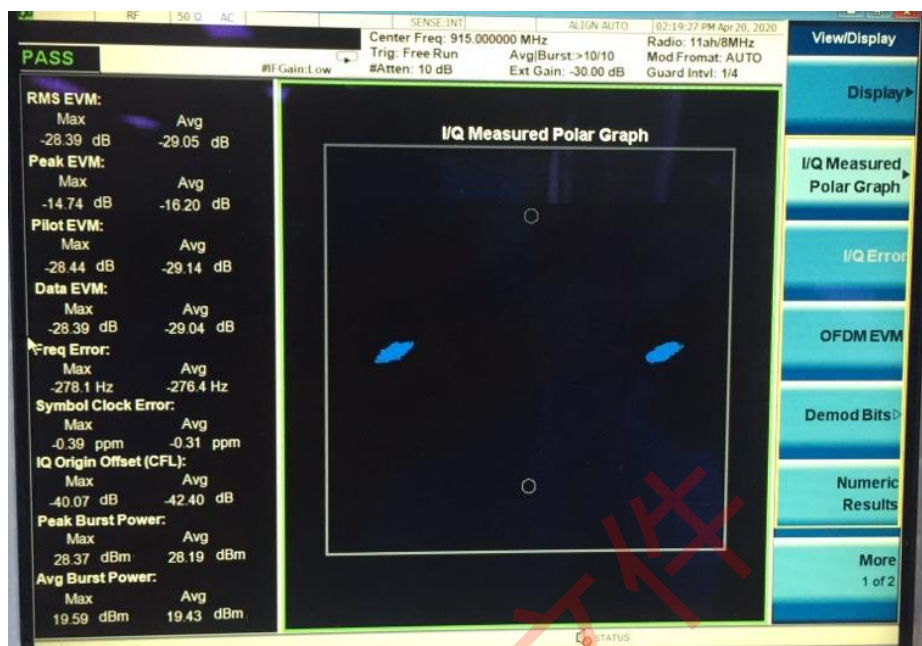 RF 50 Ω AC SENSE:INT ALIGN AUTO 02:19:27 PM Apr 20, 2020
Center Freq: 915.000000 MHz Radio: 11ah/8MHz
PASS Trig: Free Run Avg|Burst:>10/10 Mod Fromat: AUTO
#IFGain:Low #Atten: 10 dB Ext Gain: -30.00 dB Guard Intvl: 1/4
RMS EVM:
Max Avg
-28.39 dB -29.05 dB
Peak EVM:
Max Avg
-14.74 dB -16.20 dB
Pilot EVM:
Max Avg
-28.44 dB -29.14 dB
Data EVM:
Max Avg
-28.39 dB -29.04 dB
Freq Error:
Max Avg
-278.1 Hz -276.4 Hz
Symbol Clock Error:
Max Avg
-0.39 ppm -0.31 ppm
IQ Origin Offset (CFL):
Max Avg
-40.07 dB -42.40 dB
Peak Burst Power:
Max Avg
28.37 dBm 28.19 dBm
Avg Burst Power:
Max Avg
19.59 dBm 19.43 dBm
I/Q Measured Polar Graph
View/Display
Display
I/Q Measured
Polar Graph
I/Q Error
OFDM EVM
Demod Bits
Numeric
Results
More
1 of 2
STATUS
文件